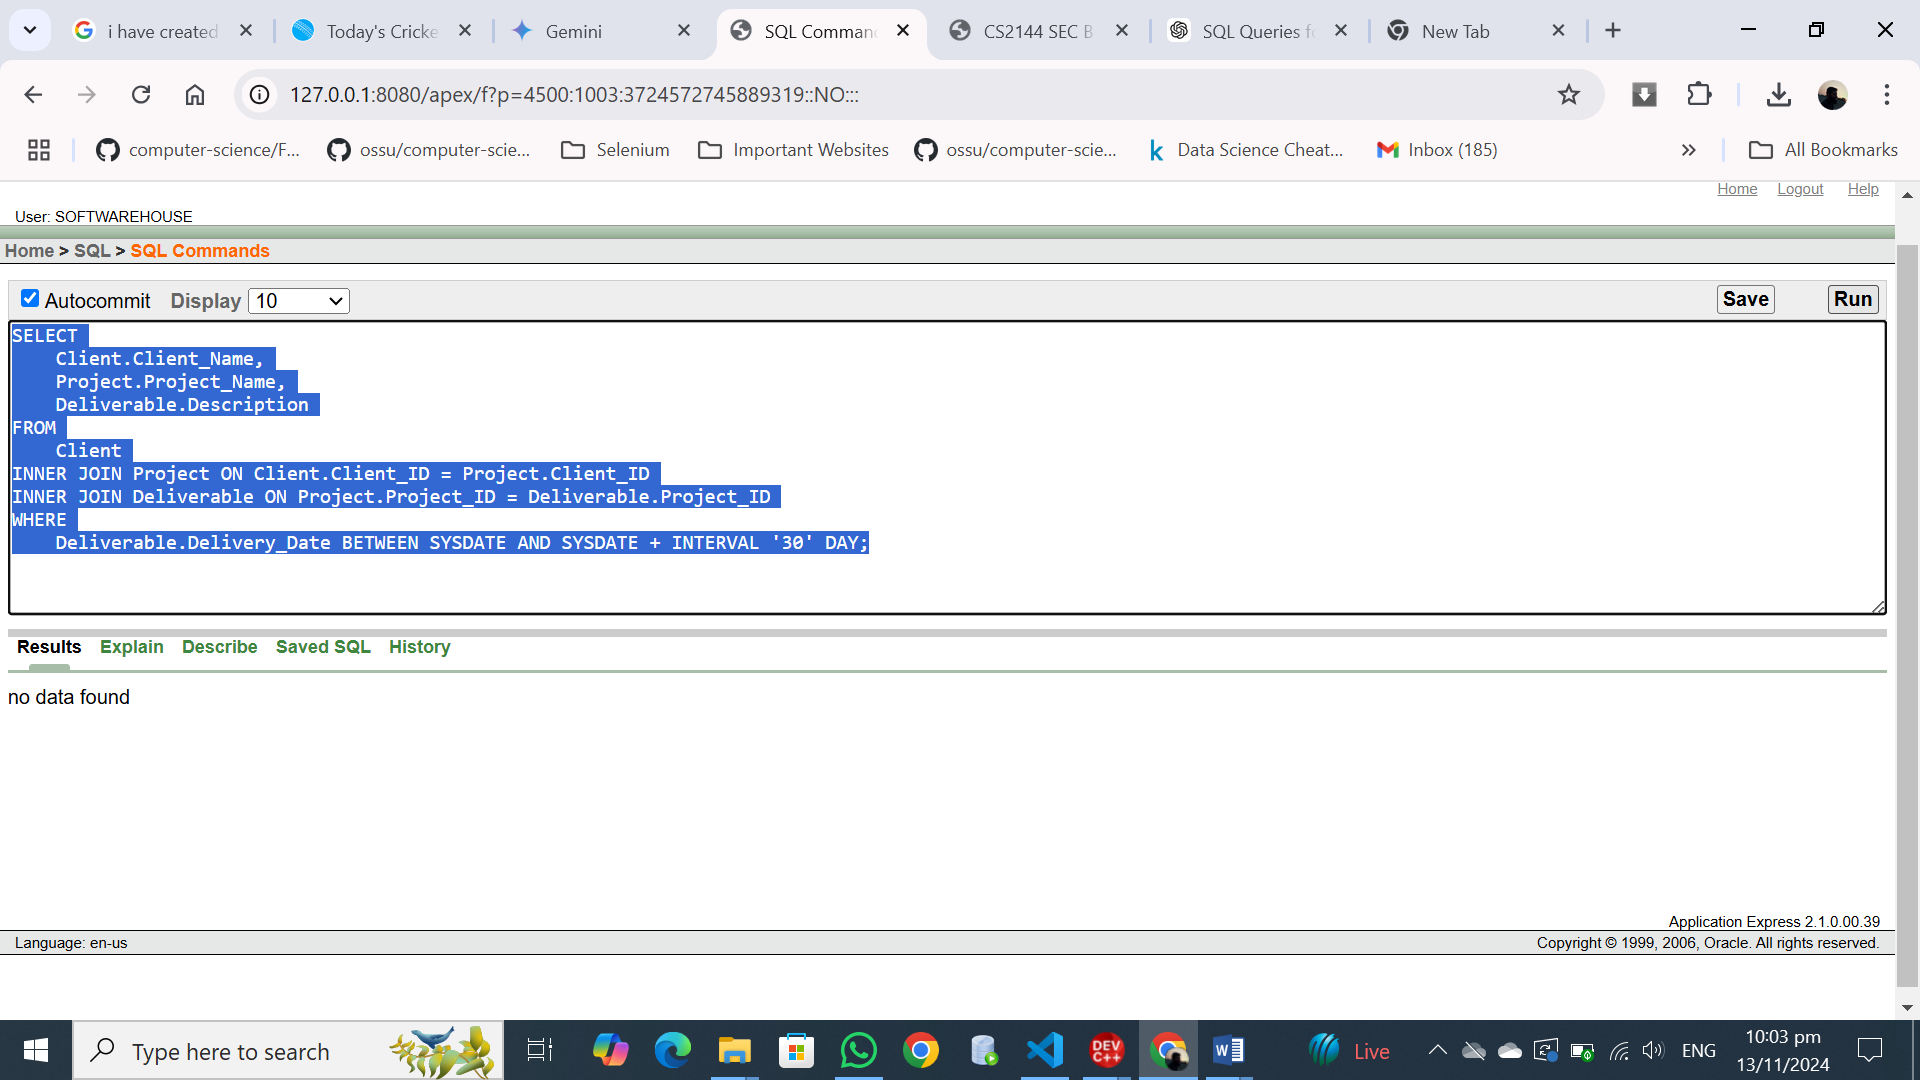 i have created
Today's Cricke
Gemini
SQL Comman
CS2144 SEC B
SQL Queries fo
New Tab
127.0.0.1:8080/apex/f?p=4500:1003:3724572745889319::NO:::
computer-science/F...
ossu/computer-scie...
Selenium
Important Websites
ossu/computer-scie...
Data Science Cheat...
Inbox (185)
All Bookmarks
Home Logout Help
User: SOFTWAREHOUSE
Home > SQL > SQL Commands
Autocommit Display 10 Save Run
SELECT
Client.Client_Name,
Project.Project_Name,
Deliverable.Description
FROM
Client
INNER JOIN Project ON Client.Client_ID = Project.Client_ID
INNER JOIN Deliverable ON Project.Project_ID = Deliverable.Project_ID
WHERE
Deliverable.Delivery_Date BETWEEN SYSDATE AND SYSDATE + INTERVAL '30' DAY;
Results Explain Describe Saved SQL History
no data found
Application Express 2.1.0.00.39
Language: en-us
Copyright © 1999, 2006, Oracle. All rights reserved.
Type here to search
DEV
C++
Live
ENG
10:03 pm
13/11/2024